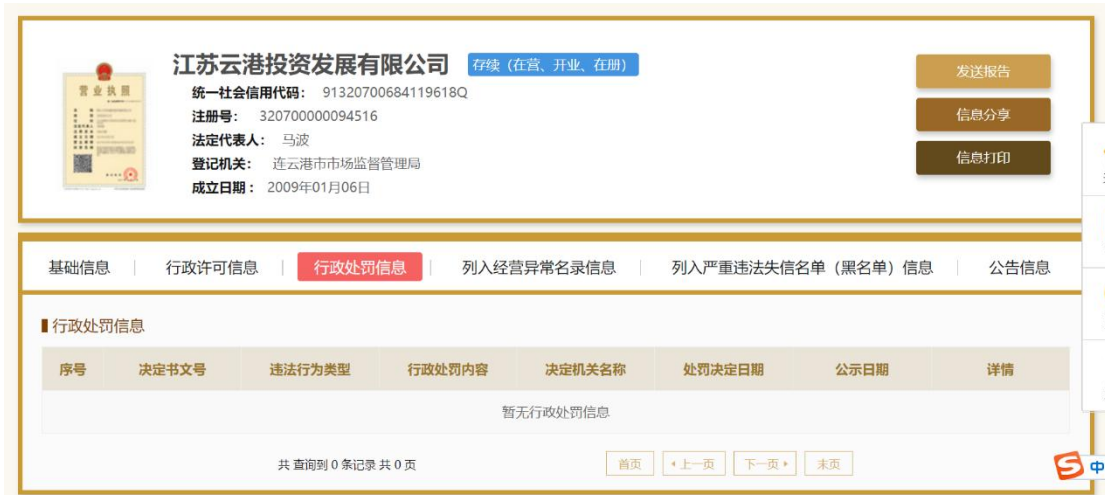 江苏云港投资发展有限公司 存续（在营、开业、在册）
统一社会信用代码： 91320700684119618Q
注册号： 320700000094516
法定代表人： 马波
登记机关： 连云港市市场监督管理局
成立日期： 2009年01月06日
发送报告
信息分享
信息打印
营业执照
基础信息 行政许可信息 行政处罚信息 列入经营异常名录信息 列入严重违法失信名单（黑名单）信息 公告信息
行政处罚信息
序号 决定书文号 违法行为类型 行政处罚内容 决定机关名称 处罚决定日期 公示日期 详情
暂无行政处罚信息
共 查询到 0 条记录 共 0 页 首页 上一页 下一页 末页
中